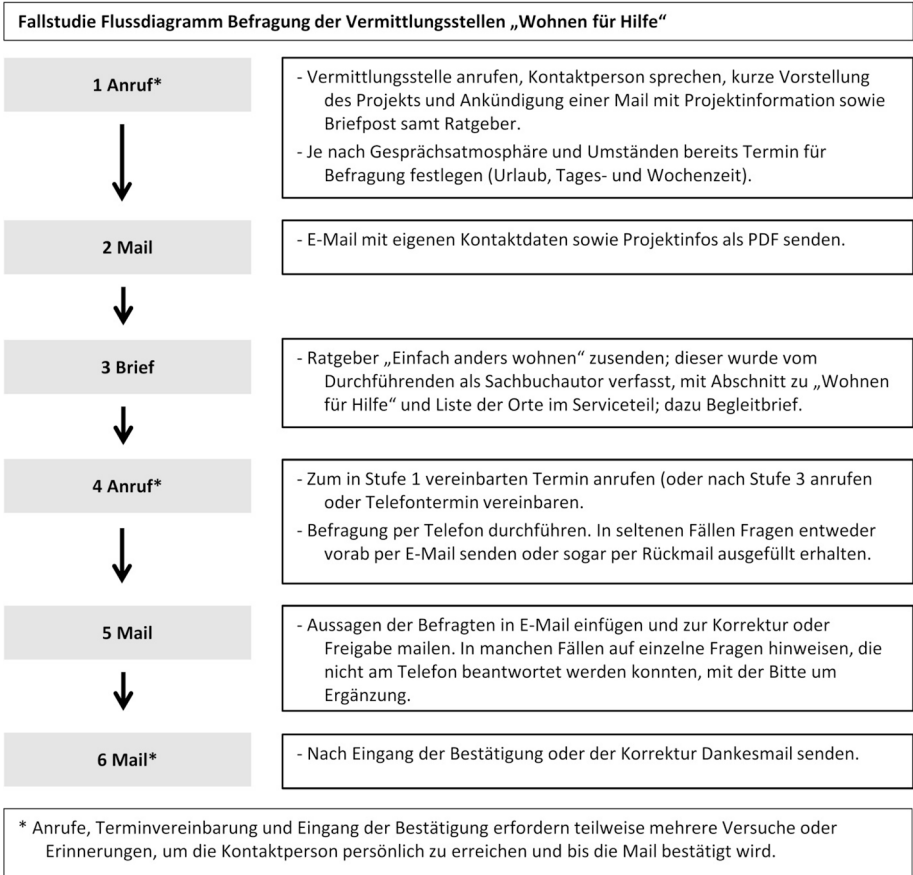 Fallstudie Flussdiagramm Befragung der Vermittlungsstellen „Wohnen für Hilfe“
1 Anruf*
- Vermittlungsstelle anrufen, Kontaktperson sprechen, kurze Vorstellung
des Projekts und Ankündigung einer Mail mit Projektinformation sowie
Briefpost samt Ratgeber.
- Je nach Gesprächsatmosphäre und Umständen bereits Termin für
Befragung festlegen (Urlaub, Tages- und Wochenzeit).
2 Mail
- E-Mail mit eigenen Kontaktdaten sowie Projektinfos als PDF senden.
3 Brief
- Ratgeber „Einfach anders wohnen“ zusenden; dieser wurde vom
Durchführenden als Sachbuchautor verfasst, mit Abschnitt zu „Wohnen
für Hilfe“ und Liste der Orte im Serviceteil; dazu Begleitbrief.
4 Anruf*
- Zum in Stufe 1 vereinbarten Termin anrufen (oder nach Stufe 3 anrufen
oder Telefontermin vereinbaren.
- Befragung per Telefon durchführen. In seltenen Fällen Fragen entweder
vorab per E-Mail senden oder sogar per Rückmail ausgefüllt erhalten.
5 Mail
- Aussagen der Befragten in E-Mail einfügen und zur Korrektur oder
Freigabe mailen. In manchen Fällen auf einzelne Fragen hinweisen, die
nicht am Telefon beantwortet werden konnten, mit der Bitte um
Ergänzung.
6 Mail*
- Nach Eingang der Bestätigung oder der Korrektur Dankesmail senden.
* Anrufe, Terminvereinbarung und Eingang der Bestätigung erfordern teilweise mehrere Versuche oder
Erinnerungen, um die Kontaktperson persönlich zu erreichen und bis die Mail bestätigt wird.